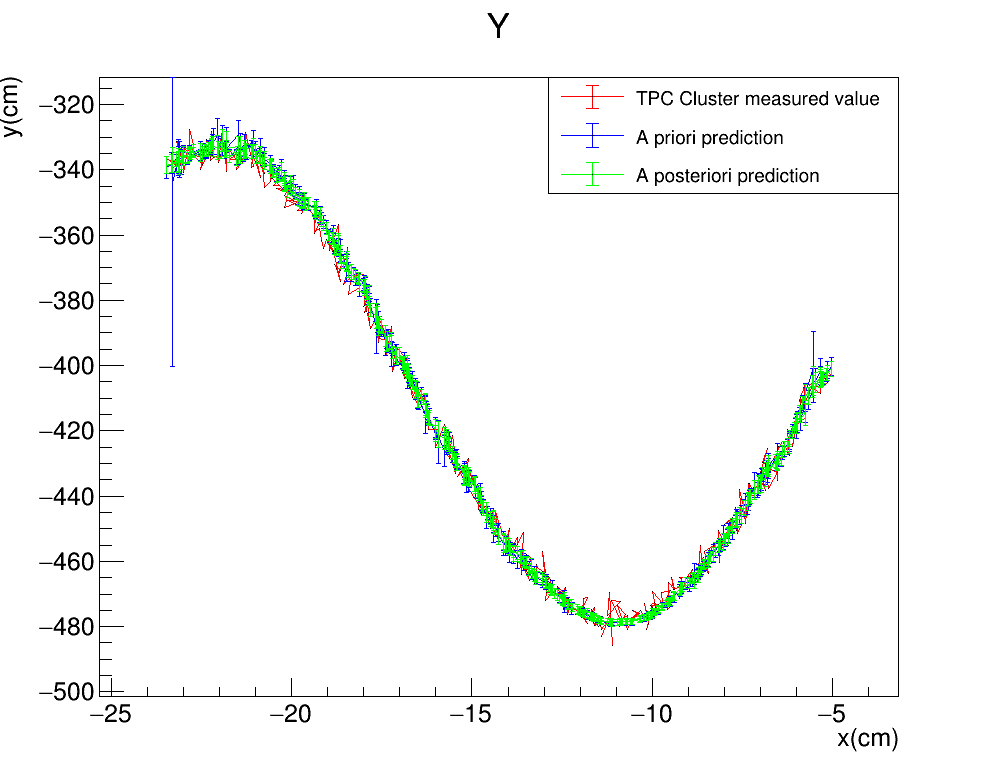 Y
y(cm)
−320
−340
−360
−380
−400
−420
−440
−460
−480
−500
TPC Cluster measured value
A priori prediction
A posteriori prediction
−25 −20 −15 −10 −5
x(cm)